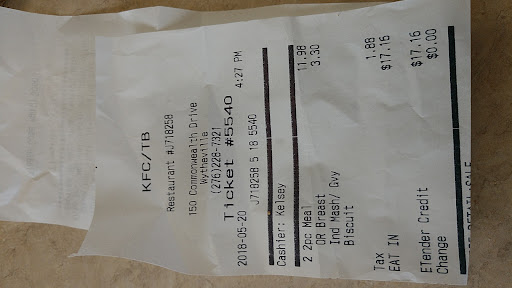 KFC/TB
Restaurant #J718258
150 Commonwealth Drive
Wytheville
(276)228-7321
Ticket #5540
2018-05-20 4:27 PM
J718258 5 18 5540
Cashier: Kelsey
2 2pc Meal 11.98
OR Breast 3.30
Ind Mash/ Gvy
Biscuit
Tax 1.88
EAT IN $17.16
ETender Credit $17.16
Change $0.00